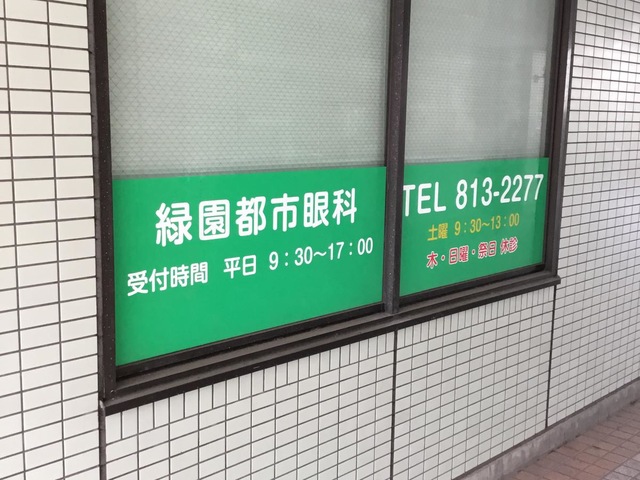 緑園都市眼科
受付時間 平日 9:30～17:00
TEL 813-2277
土曜 9:30～13:00
木・日曜・祭日 休診